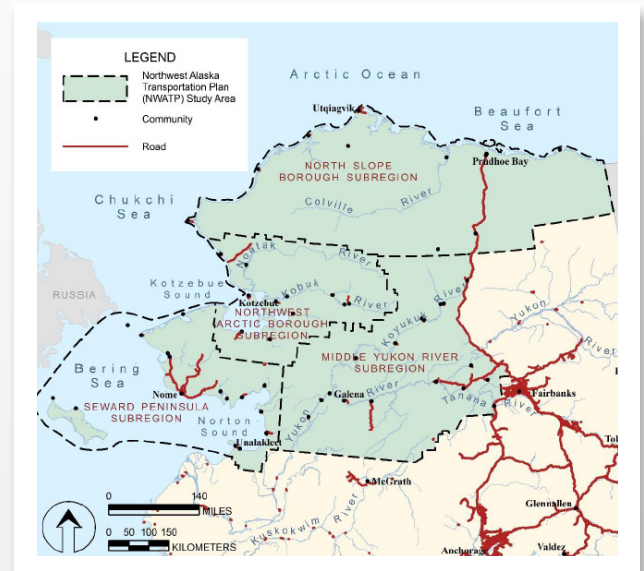 LEGEND
Northwest Alaska
Transportation Plan
(NWATP) Study Area
Community
Road
Arctic Ocean
Utqiagvik
Beaufort
Sea
Prudhoe Bay
NORTH SLOPE
BOROUGH SUBREGION
Colville
River
Chukchi
Sea
Noatak
River
Kotzebue
Sound
RUSSIA
Kobuk
River
Kotzebue
NORTHWEST
ARCTIC BOROUGH
SUBREGION
Koyukuk River
Yukon
River
MIDDLE YUKON RIVER
SUBREGION
Bering
Sea
Nome
Galena
River
Yukon
Tanana River
Fairbanks
SEWARD PENINSULA
SUBREGION
Norton
Sound
Unalakleet
Tok
McGrath
Glennallen
Kuskokwim
River
Anchorage
Valdez
0 140
MILES
0 50 100 150
KILOMETERS